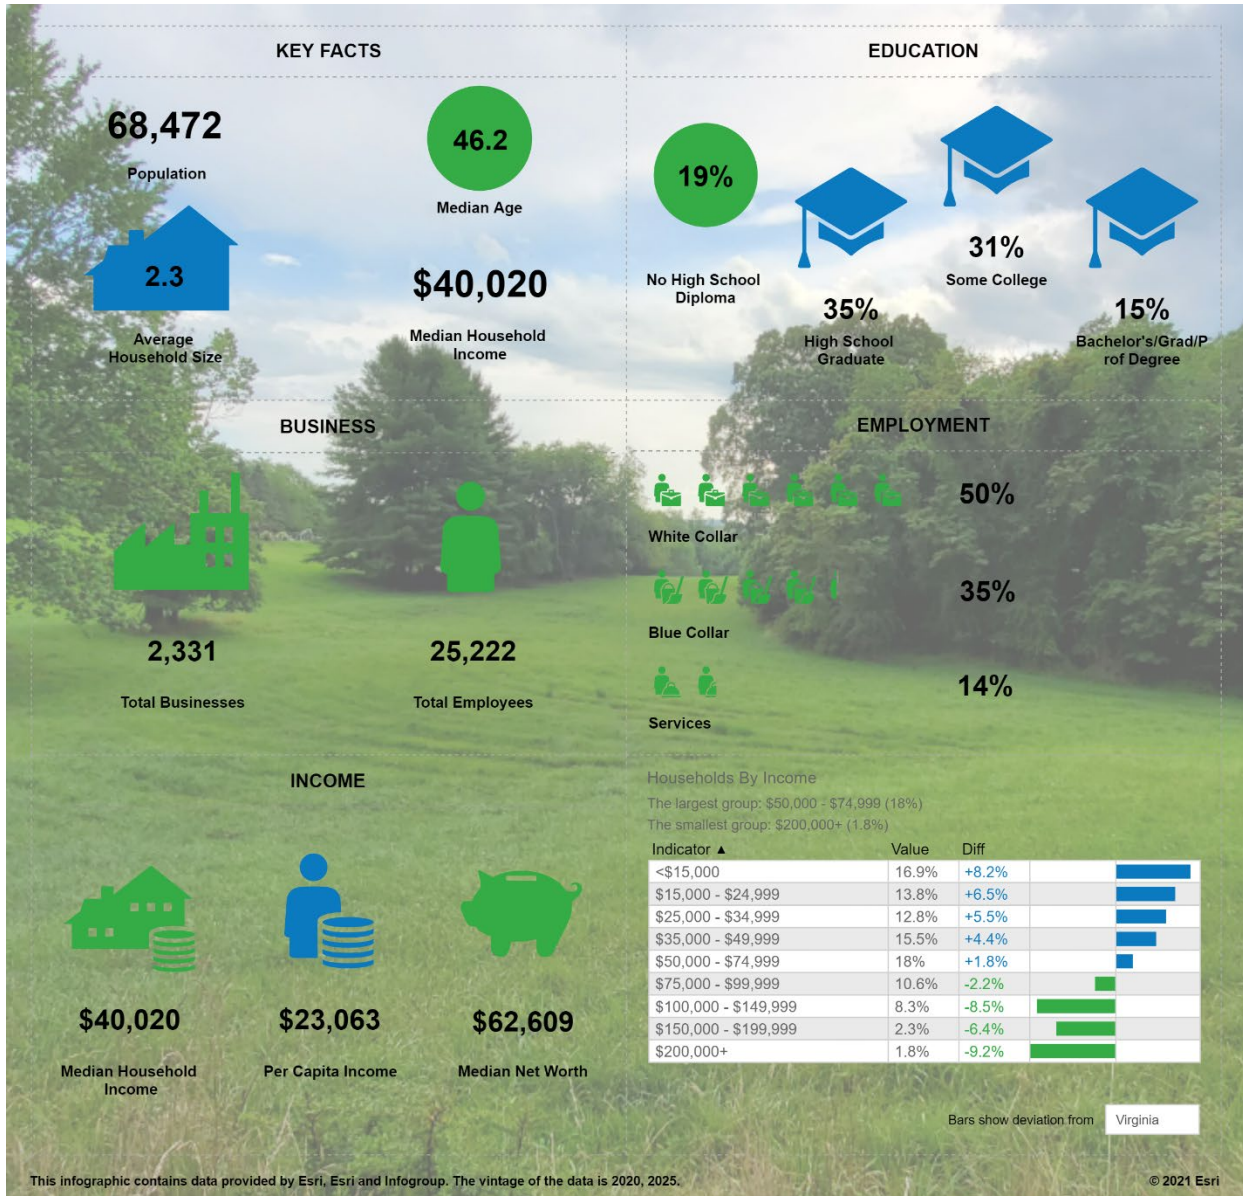 KEY FACTS
68,472
Population
46.2
Median Age
2.3
Average
Household Size
$40,020
Median Household
Income
EDUCATION
19%
No High School
Diploma
35%
High School
Graduate
31%
Some College
15%
Bachelor's/Grad/P
rof Degree
BUSINESS
2,331
Total Businesses
25,222
Total Employees
EMPLOYMENT
50%
White Collar
35%
Blue Collar
14%
Services
INCOME
$40,020
Median Household
Income
$23,063
Per Capita Income
$62,609
Median Net Worth
Households By Income
The largest group: $50,000 - $74,999 (18%)
The smallest group: $200,000+ (1.8%)
Indicator ▲ Value Diff
<$15,000 16.9% +8.2%
$15,000 - $24,999 13.8% +6.5%
$25,000 - $34,999 12.8% +5.5%
$35,000 - $49,999 15.5% +4.4%
$50,000 - $74,999 18% +1.8%
$75,000 - $99,999 10.6% -2.2%
$100,000 - $149,999 8.3% -8.5%
$150,000 - $199,999 2.3% -6.4%
$200,000+ 1.8% -9.2%
Bars show deviation from Virginia
This infographic contains data provided by Esri, Esri and Infogroup. The vintage of the data is 2020, 2025.
© 2021 Esri